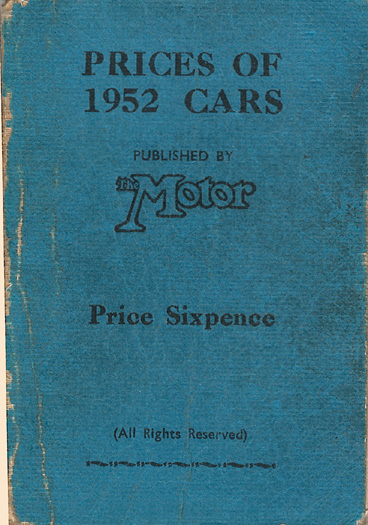 PRICES OF
1952 CARS
PUBLISHED BY
The Motor
Price Sixpence
(All Rights Reserved)